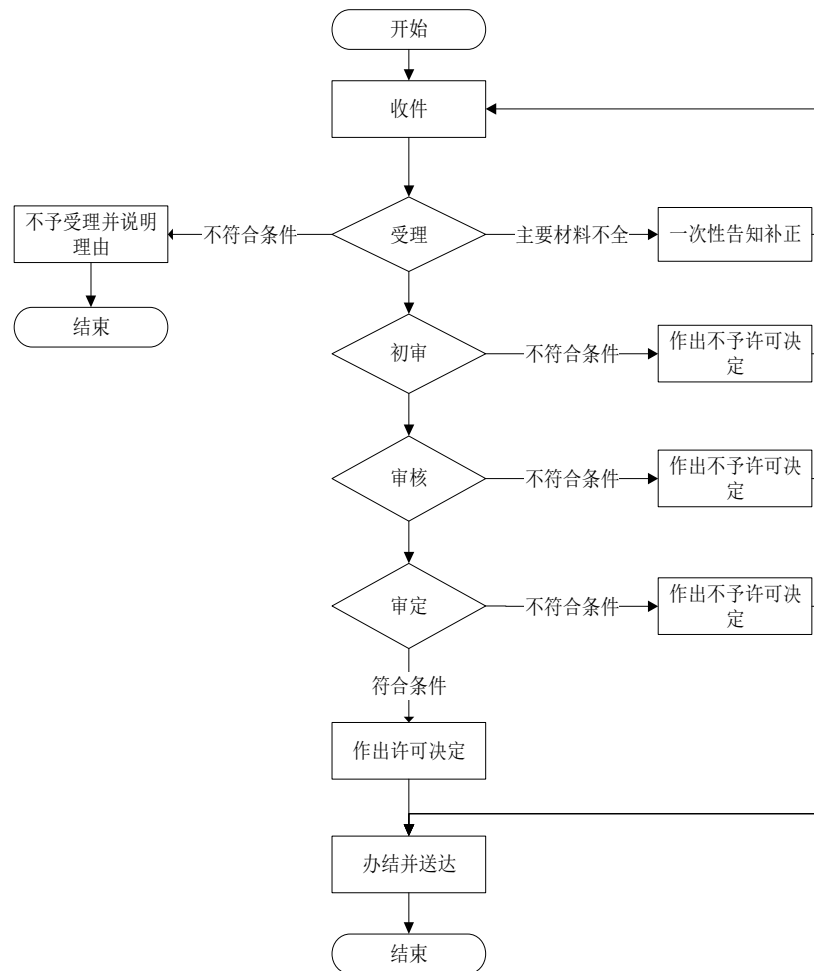 开始
收件
不予受理并说明
理由
不符合条件
受理
主要材料不全
一次性告知补正
结束
初审
不符合条件
作出不予许可决
定
审核
不符合条件
作出不予许可决
定
审定
不符合条件
作出不予许可决
定
符合条件
作出许可决定
办结并送达
结束